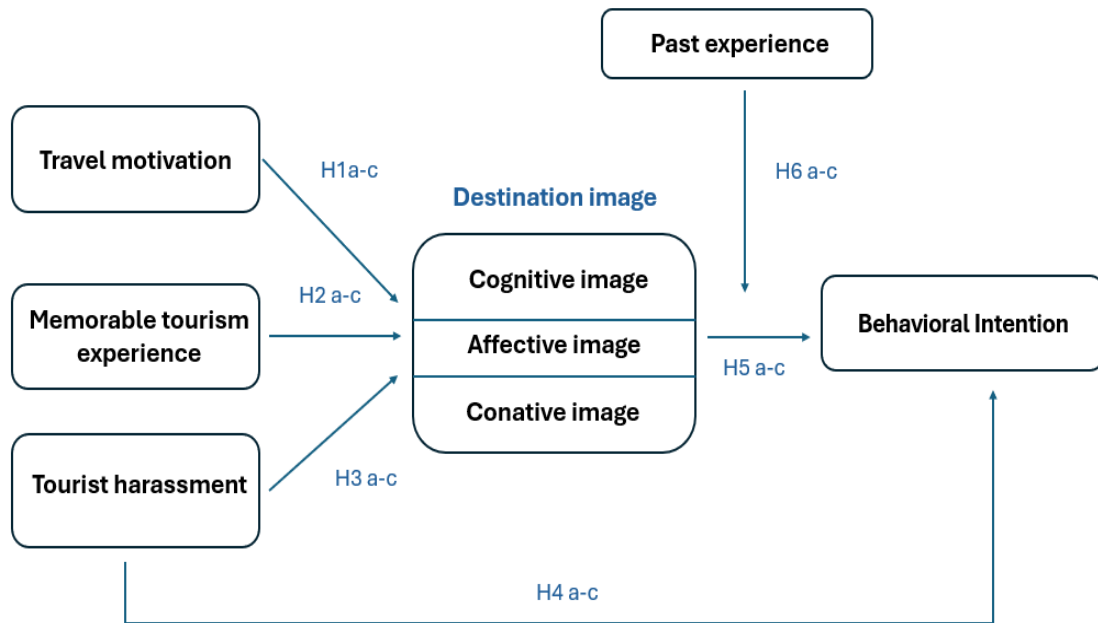 Past experience
Travel motivation
H1a-c
H6 a-c
Destination image
Cognitive image
H2 a-c
Memorable tourism
experience
Affective image
Behavioral Intention
H5 a-c
Conative image
Tourist harassment
H3 a-c
H4 a-c